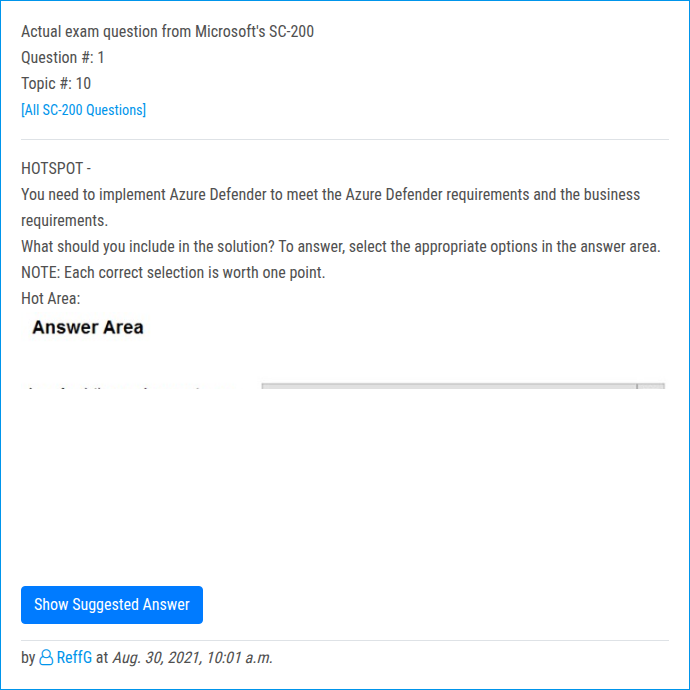 Actual exam question from Microsoft's SC-200
Question #: 1
Topic #: 10
[All SC-200 Questions]
HOTSPOT -
You need to implement Azure Defender to meet the Azure Defender requirements and the business
requirements.
What should you include in the solution? To answer, select the appropriate options in the answer area.
NOTE: Each correct selection is worth one point.
Hot Area:
Answer Area
Show Suggested Answer
by ReffG at Aug. 30, 2021, 10:01 a.m.